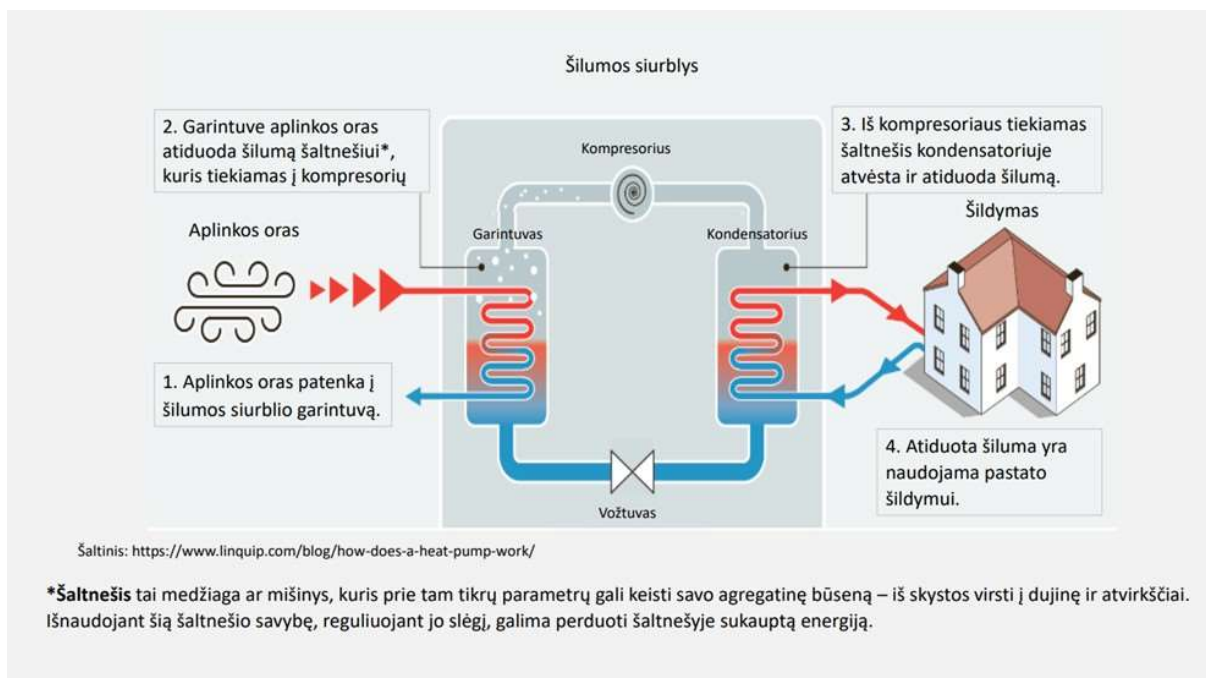 Šilumos siurblys
2. Garintuve aplinkos oras
atiduoda šilumą šaltnešiui*,
kuris tiekiamas į kompresorių
Kompresorius
3. Iš kompresoriaus tiekiamas
šaltnešis kondensatoriuje
atvėsta ir atiduoda šilumą.
Aplinkos oras
Garintuvas
Kondensatorius
Šildymas
1. Aplinkos oras patenka į
šilumos siurblio garintuvą.
4. Atiduota šiluma yra
naudojama pastato
šildymui.
Vožtuvas
Šaltinis: https://www.linquip.com/blog/how-does-a-heat-pump-work/
*Šaltnešis tai medžiaga ar mišinys, kuris prie tam tikrų parametrų gali keisti savo agregatinę būseną – iš skystos virsti į dujinę ir atvirkščiai.
Išnaudojant šią šaltnešio savybę, reguliuojant jo slėgį, galima perduoti šaltnešyje sukauptą energiją.